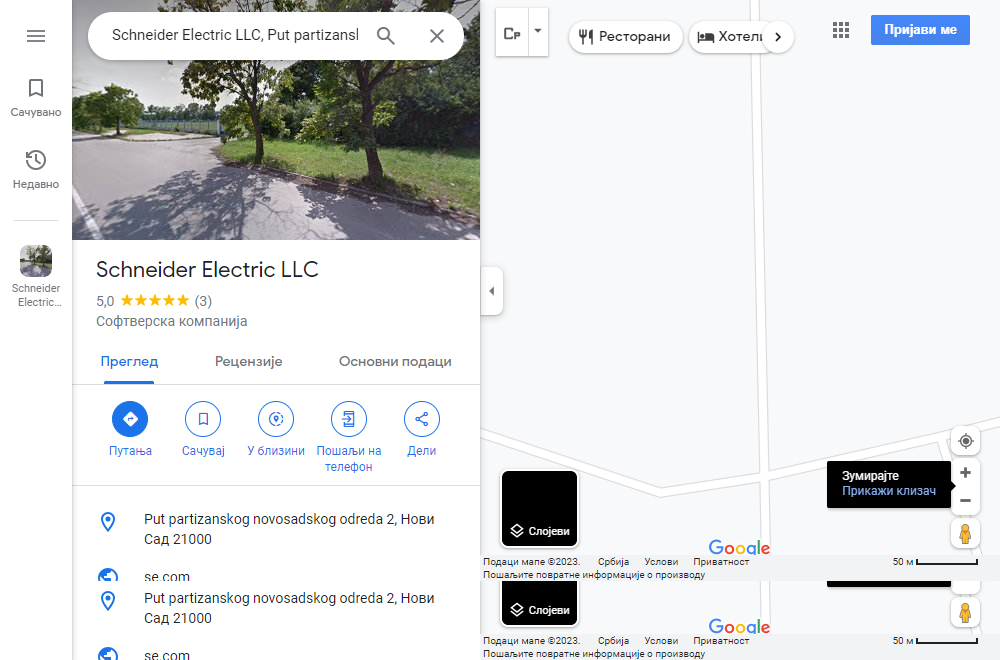 Schneider Electric LLC, Put partizansl
Ср
Ресторани
Хотели
Пријави ме
Сачувано
Недавно
Schneider
Electric…
Schneider Electric LLC
5,0 (3)
Софтверска компанија
Преглед
Рецензије
Основни подаци
Путања
Сачувај
У близини
Пошаљи на
телефон
Дели
Put partizanskog novosadskog odreda 2, Нови
Сад 21000
se.com
Put partizanskog novosadskog odreda 2, Нови
Сад 21000
se.com
Зумирајте
Прикажи клизач
Слојеви
Google
Подаци мапе ©2023. Србија Услови Приватност 50 м
Пошаљите повратне информације о производу
Слојеви
Google
Подаци мапе ©2023. Србија Услови Приватност 50 м
Пошаљите повратне информације о производу